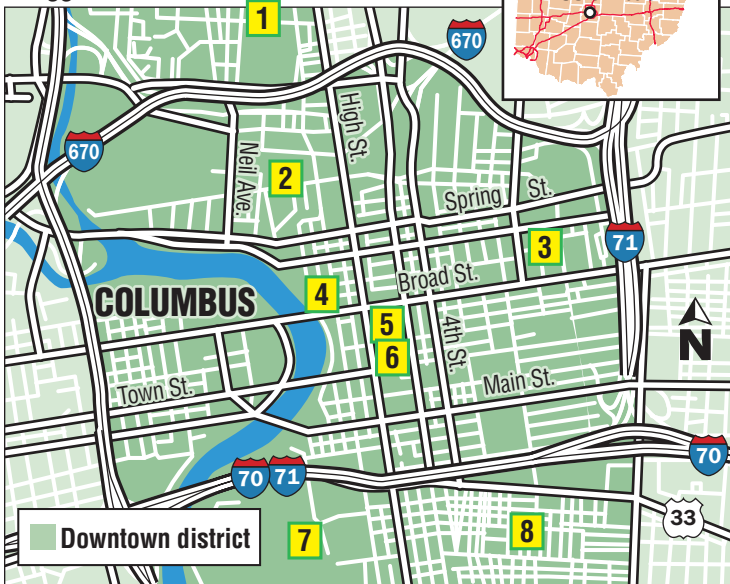 1
670
High St.
670
Neil Ave.
2
Spring St.
3
71
Broad St.
4
COLUMBUS
5
4th St.
N
6
Town St.
Main St.
70
70 71
33
Downtown district
7
8